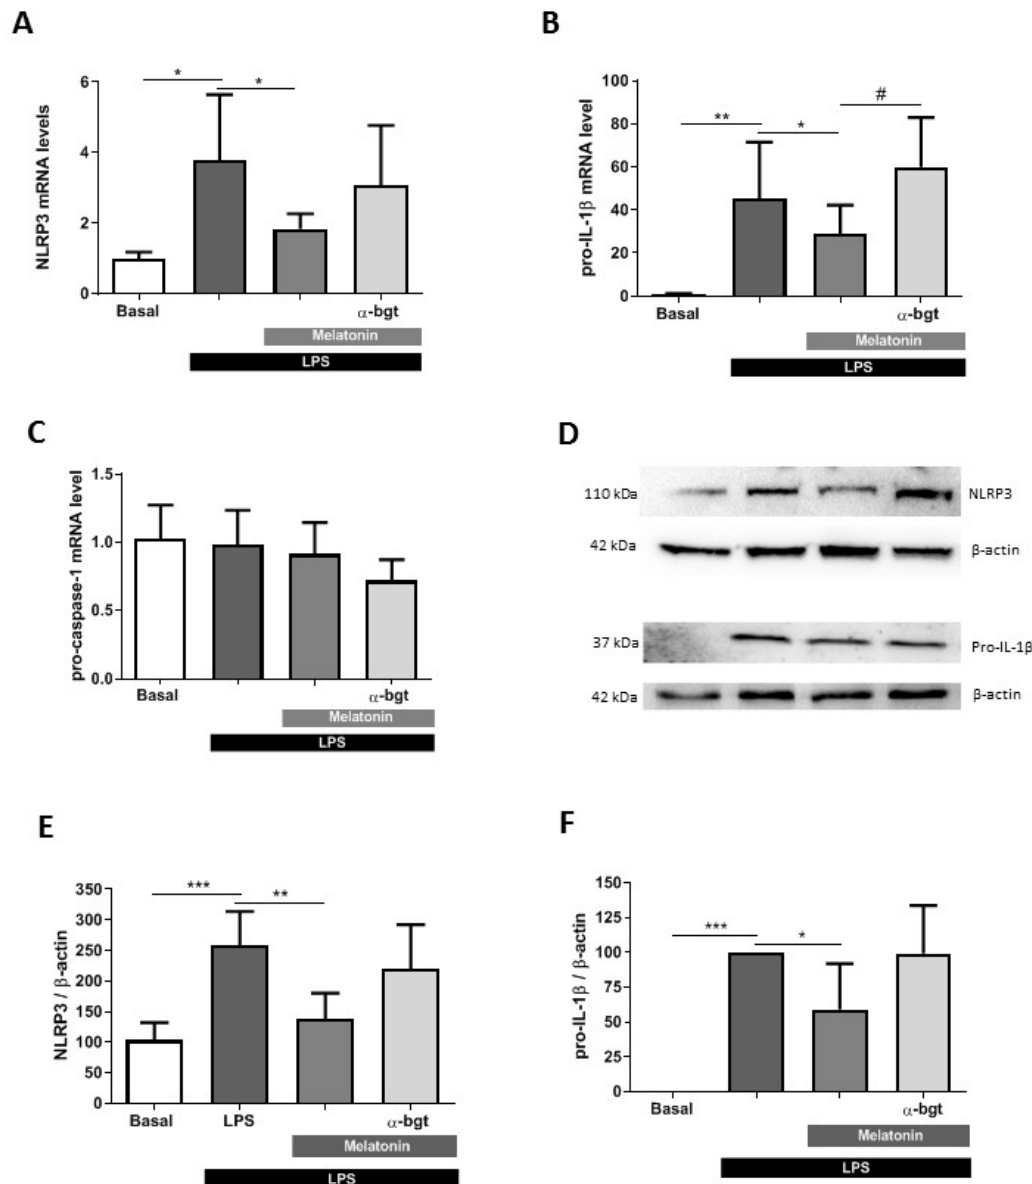 A
NLRP3 mRNA levels
6
4
2
0
*
*
Basal
α-bgt
Melatonin
LPS
B
pro-IL-1β mRNA level
100
80
60
40
20
0
**
*
#
Basal
α-bgt
Melatonin
LPS
C
pro-caspase-1 mRNA level
1.5
1.0
0.5
0.0
Basal
α-bgt
Melatonin
LPS
D
110 kDa
NLRP3
42 kDa
β-actin
37 kDa
Pro-IL-1β
42 kDa
β-actin
E
NLRP3 / β-actin
350
300
250
200
150
100
50
0
***
**
Basal
LPS
α-bgt
Melatonin
LPS
F
pro-IL-1β / β-actin
150
125
100
75
50
25
0
***
*
Basal
α-bgt
Melatonin
LPS